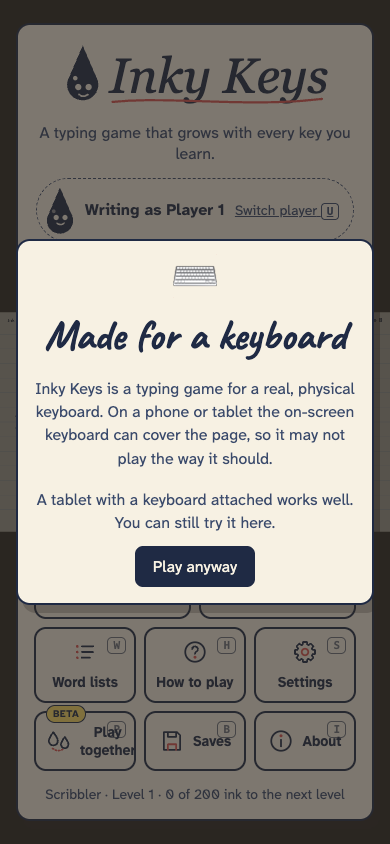 Inky Keys
A typing game that grows with every key you
learn.
Writing as Player 1 Switch player U
Made for a keyboard
Inky Keys is a typing game for a real, physical
keyboard. On a phone or tablet the on-screen
keyboard can cover the page, so it may not
play the way it should.
A tablet with a keyboard attached works well.
You can still try it here.
Play anyway
W H S
Word lists How to play Settings
BETA
B I
Play
together Saves About
Scribbler · Level 1 · 0 of 200 ink to the next level